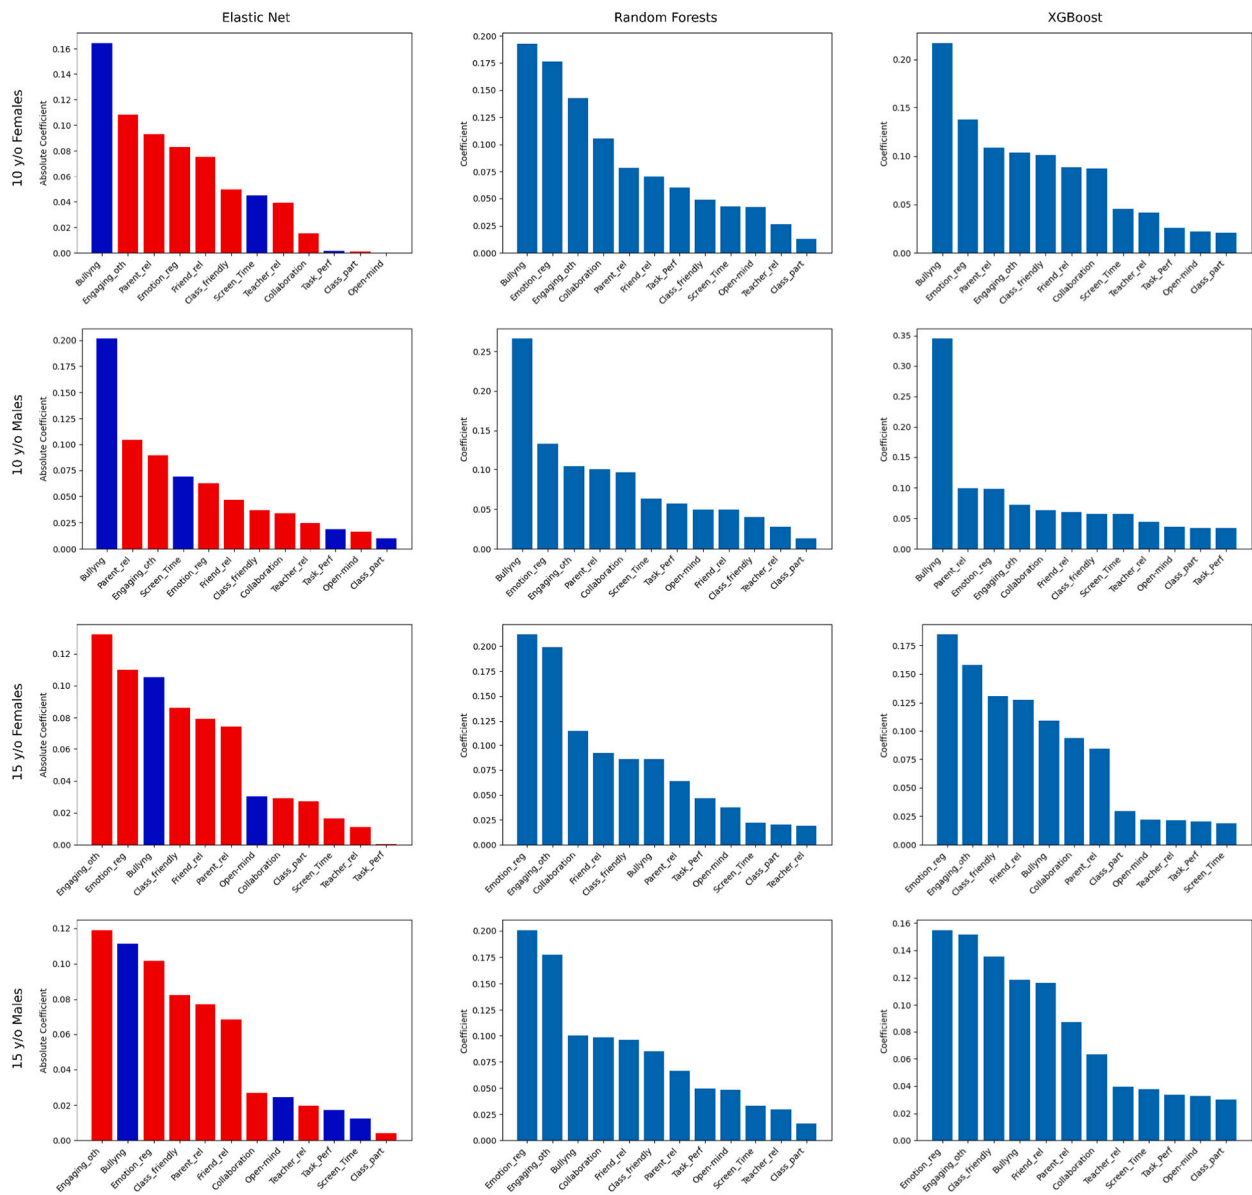 Elastic Net
Random Forests
XGBoost
10 y/o Females
Absolute Coefficient
0.16
0.14
0.12
0.10
0.08
0.06
0.04
0.02
0.00
Bullyng
Engaging_oth
Parent_rel
Emotion_reg
Friend_rel
Class_friendly
Screen_Time
Teacher_rel
Collaboration
Task_Perf
Class_part
Open-mind
Coefficient
0.200
0.175
0.150
0.125
0.100
0.075
0.050
0.025
0.000
Bullyng
Emotion_reg
Engaging_oth
Collaboration
Parent_rel
Friend_rel
Task_Perf
Class_friendly
Screen_Time
Open-mind
Teacher_rel
Class_part
Coefficient
0.20
0.15
0.10
0.05
0.00
Bullyng
Emotion_reg
Parent_rel
Engaging_oth
Class_friendly
Friend_rel
Collaboration
Screen_Time
Teacher_rel
Task_Perf
Open-mind
Class_part
10 y/o Males
Absolute Coefficient
0.200
0.175
0.150
0.125
0.100
0.075
0.050
0.025
0.000
Bullyng
Parent_rel
Engaging_oth
Screen_Time
Emotion_reg
Friend_rel
Class_friendly
Collaboration
Teacher_rel
Task_Perf
Open-mind
Class_part
Coefficient
0.25
0.20
0.15
0.10
0.05
0.00
Bullyng
Emotion_reg
Engaging_oth
Parent_rel
Collaboration
Screen_Time
Task_Perf
Open-mind
Friend_rel
Class_friendly
Teacher_rel
Class_part
Coefficient
0.35
0.30
0.25
0.20
0.15
0.10
0.05
0.00
Bullyng
Parent_rel
Emotion_reg
Engaging_oth
Collaboration
Friend_rel
Class_friendly
Screen_Time
Teacher_rel
Open-mind
Class_part
Task_Perf
15 y/o Females
Absolute Coefficient
0.12
0.10
0.08
0.06
0.04
0.02
0.00
Engaging_oth
Emotion_reg
Bullyng
Class_friendly
Friend_rel
Parent_rel
Open-mind
Collaboration
Class_part
Screen_Time
Teacher_rel
Task_Perf
Coefficient
0.200
0.175
0.150
0.125
0.100
0.075
0.050
0.025
0.000
Emotion_reg
Engaging_oth
Collaboration
Friend_rel
Class_friendly
Bullyng
Parent_rel
Task_Perf
Open-mind
Screen_Time
Class_part
Teacher_rel
Coefficient
0.175
0.150
0.125
0.100
0.075
0.050
0.025
0.000
Emotion_reg
Engaging_oth
Class_friendly
Friend_rel
Bullyng
Collaboration
Parent_rel
Class_part
Open-mind
Teacher_rel
Task_Perf
Screen_Time
15 y/o Males
Absolute Coefficient
0.12
0.10
0.08
0.06
0.04
0.02
0.00
Engaging_oth
Bullyng
Emotion_reg
Class_friendly
Parent_rel
Friend_rel
Collaboration
Open-mind
Teacher_rel
Task_Perf
Screen_Time
Class_part
Coefficient
0.200
0.175
0.150
0.125
0.100
0.075
0.050
0.025
0.000
Emotion_reg
Engaging_oth
Bullyng
Collaboration
Friend_rel
Class_friendly
Parent_rel
Task_Perf
Open-mind
Screen_Time
Teacher_rel
Class_part
Coefficient
0.16
0.14
0.12
0.10
0.08
0.06
0.04
0.02
0.00
Emotion_reg
Engaging_oth
Class_friendly
Bullyng
Friend_rel
Parent_rel
Collaboration
Teacher_rel
Screen_Time
Task_Perf
Open-mind
Class_part